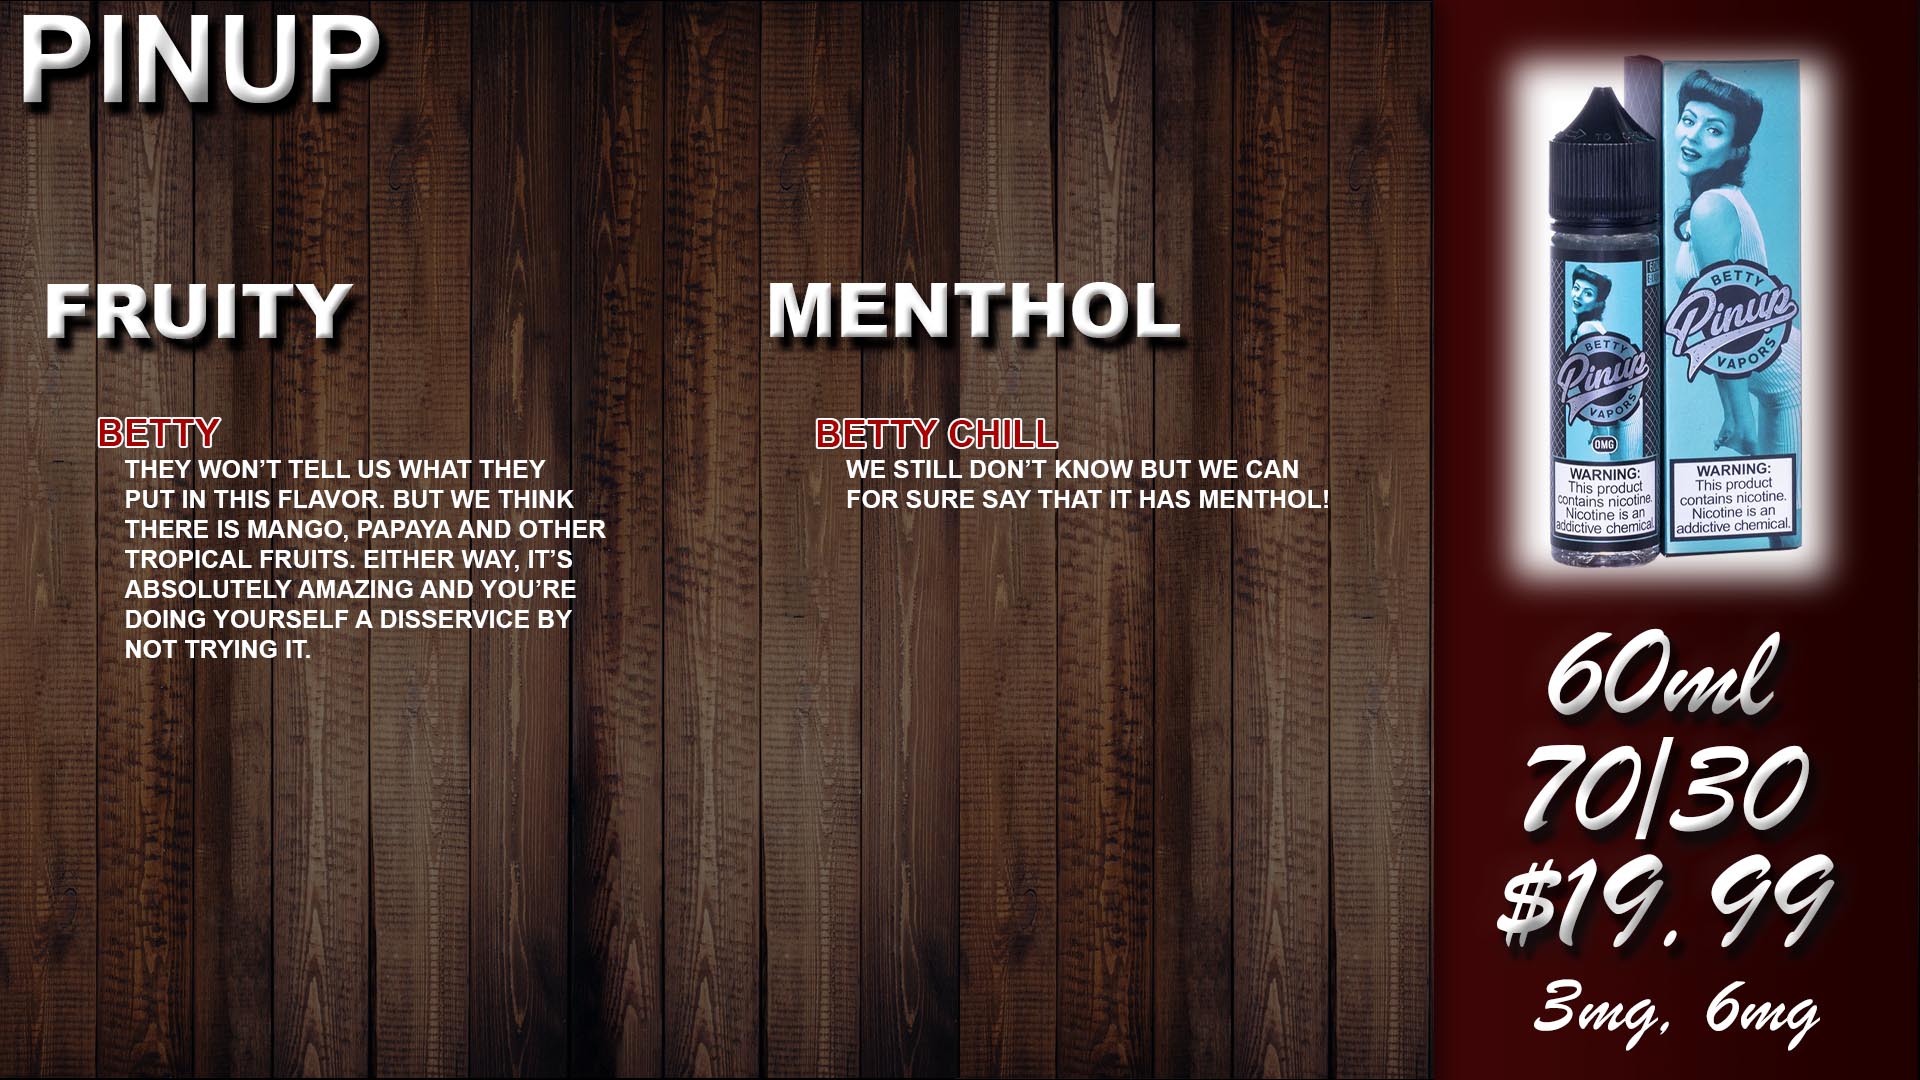 PINUP
FRUITY
BETTY
THEY WON’T TELL US WHAT THEY
PUT IN THIS FLAVOR. BUT WE THINK
THERE IS MANGO, PAPAYA AND OTHER
TROPICAL FRUITS. EITHER WAY, IT’S
ABSOLUTELY AMAZING AND YOU’RE
DOING YOURSELF A DISSERVICE BY
NOT TRYING IT.
MENTHOL
BETTY CHILL
WE STILL DON’T KNOW BUT WE CAN
FOR SURE SAY THAT IT HAS MENTHOL!
BETTY
Pinup
VAPORS
0MG
WARNING:
This product
contains nicotine.
Nicotine is an
addictive chemical.
BETTY
Pinup
VAPORS
WARNING:
This product
contains nicotine.
Nicotine is an
addictive chemical.
60ml
70|30
$19.99
3mg, 6mg